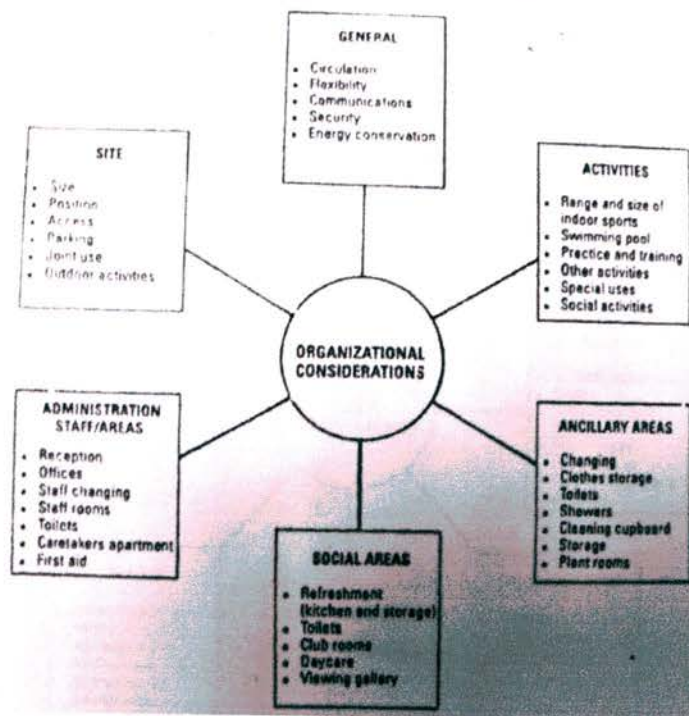 GENERAL
• Circulation
• Flexibility
• Communications
• Security
• Energy conservation
SITE
• Size
• Position
• Access
• Parking
• Joint use
• Outdoor activities
ACTIVITIES
• Range and size of
indoor sports
• Swimming pool
• Practice and training
• Other activities
• Special uses
• Social activities
ORGANIZATIONAL
CONSIDERATIONS
ADMINISTRATION
STAFF/AREAS
• Reception
• Offices
• Staff changing
• Staff rooms
• Toilets
• Caretakers apartment
• First aid
SOCIAL AREAS
• Refreshment
(kitchen and storage)
• Toilets
• Club rooms
• Daycare
• Viewing gallery
ANCILLARY AREAS
• Changing
• Clothes storage
• Toilets
• Showers
• Cleaning cupboard
• Storage
• Plant rooms